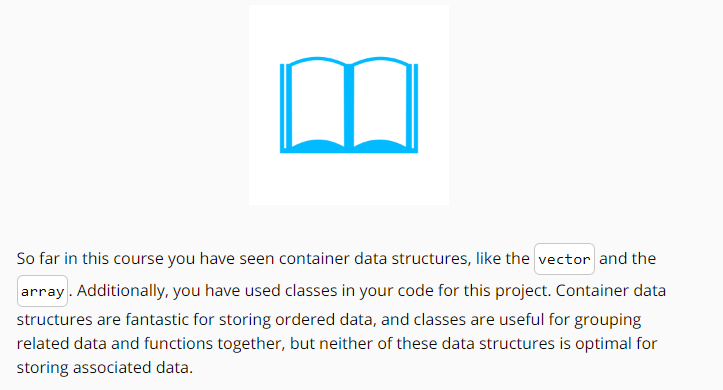 So far in this course you have seen container data structures, like the vector and the
array. Additionally, you have used classes in your code for this project. Container data
structures are fantastic for storing ordered data, and classes are useful for grouping
related data and functions together, but neither of these data structures is optimal for
storing associated data.